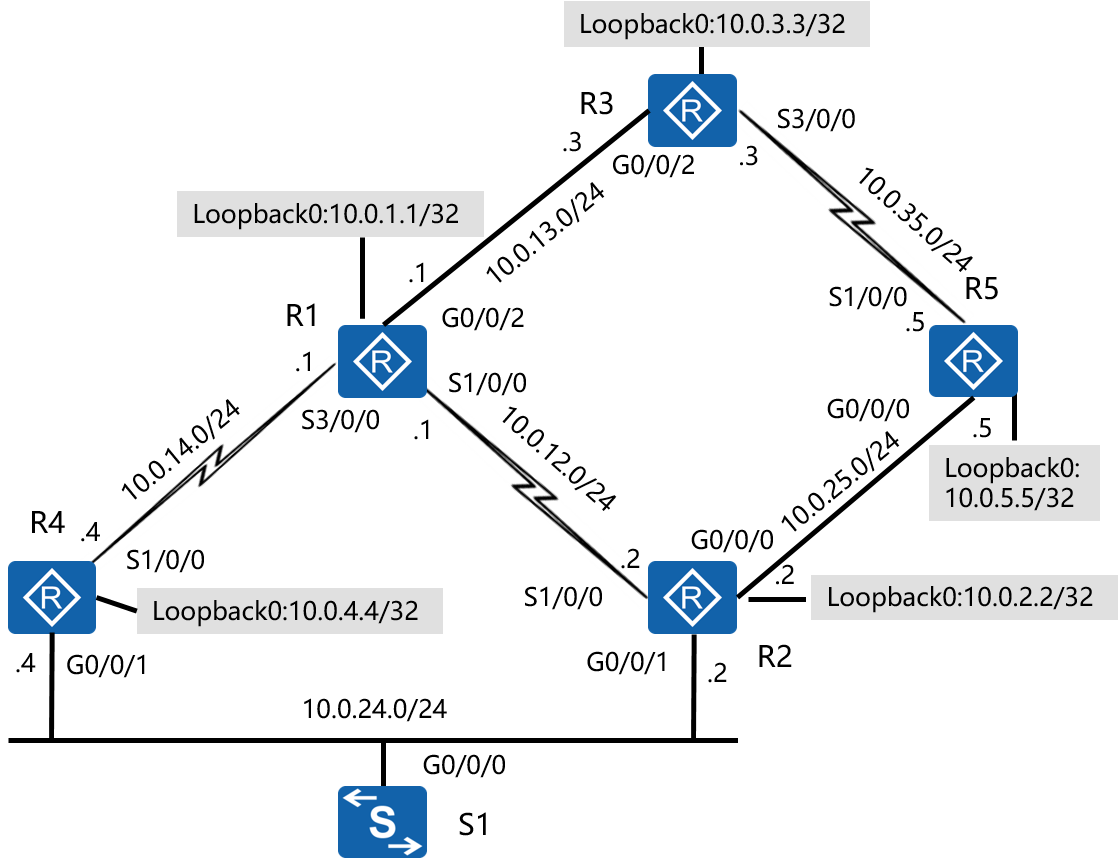 Loopback0:10.0.3.3/32
R3
R
S3/0/0
.3
G0/0/2
.3
10.0.35.0/24
10.0.13.0/24
Loopback0:10.0.1.1/32
.1
R1
G0/0/2
S1/0/0
.5
R5
R
R
.1
S3/0/0
S1/0/0
.1
10.0.14.0/24
10.0.12.0/24
G0/0/0
.5
10.0.25.0/24
Loopback0:
10.0.5.5/32
R4
.4
S1/0/0
R
Loopback0:10.0.4.4/32
G0/0/0
.2
.2
S1/0/0
R
Loopback0:10.0.2.2/32
R2
.4
G0/0/1
G0/0/1
.2
10.0.24.0/24
G0/0/0
S
S1